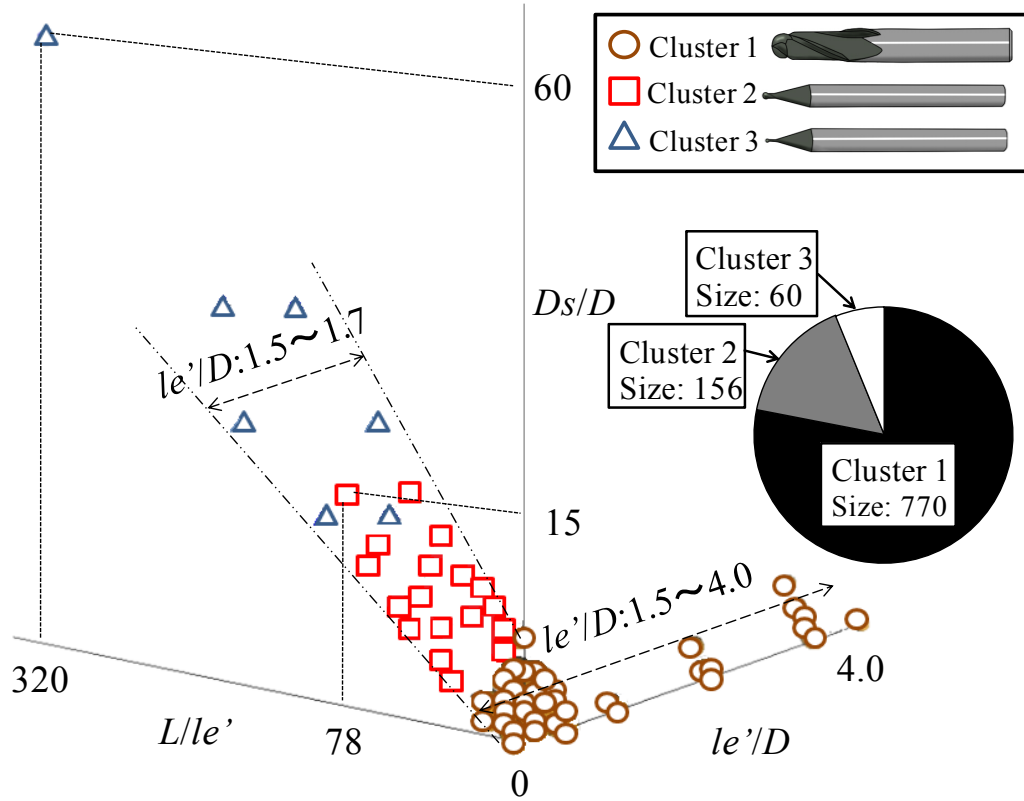 Cluster 1
Cluster 2
Cluster 3
60
Cluster 3
Size: 60
Ds/D
le’/D:1.5～1.7
Cluster 2
Size: 156
Cluster 1
Size: 770
15
le’/D:1.5～4.0
320
4.0
L/le’
78
le’/D
0